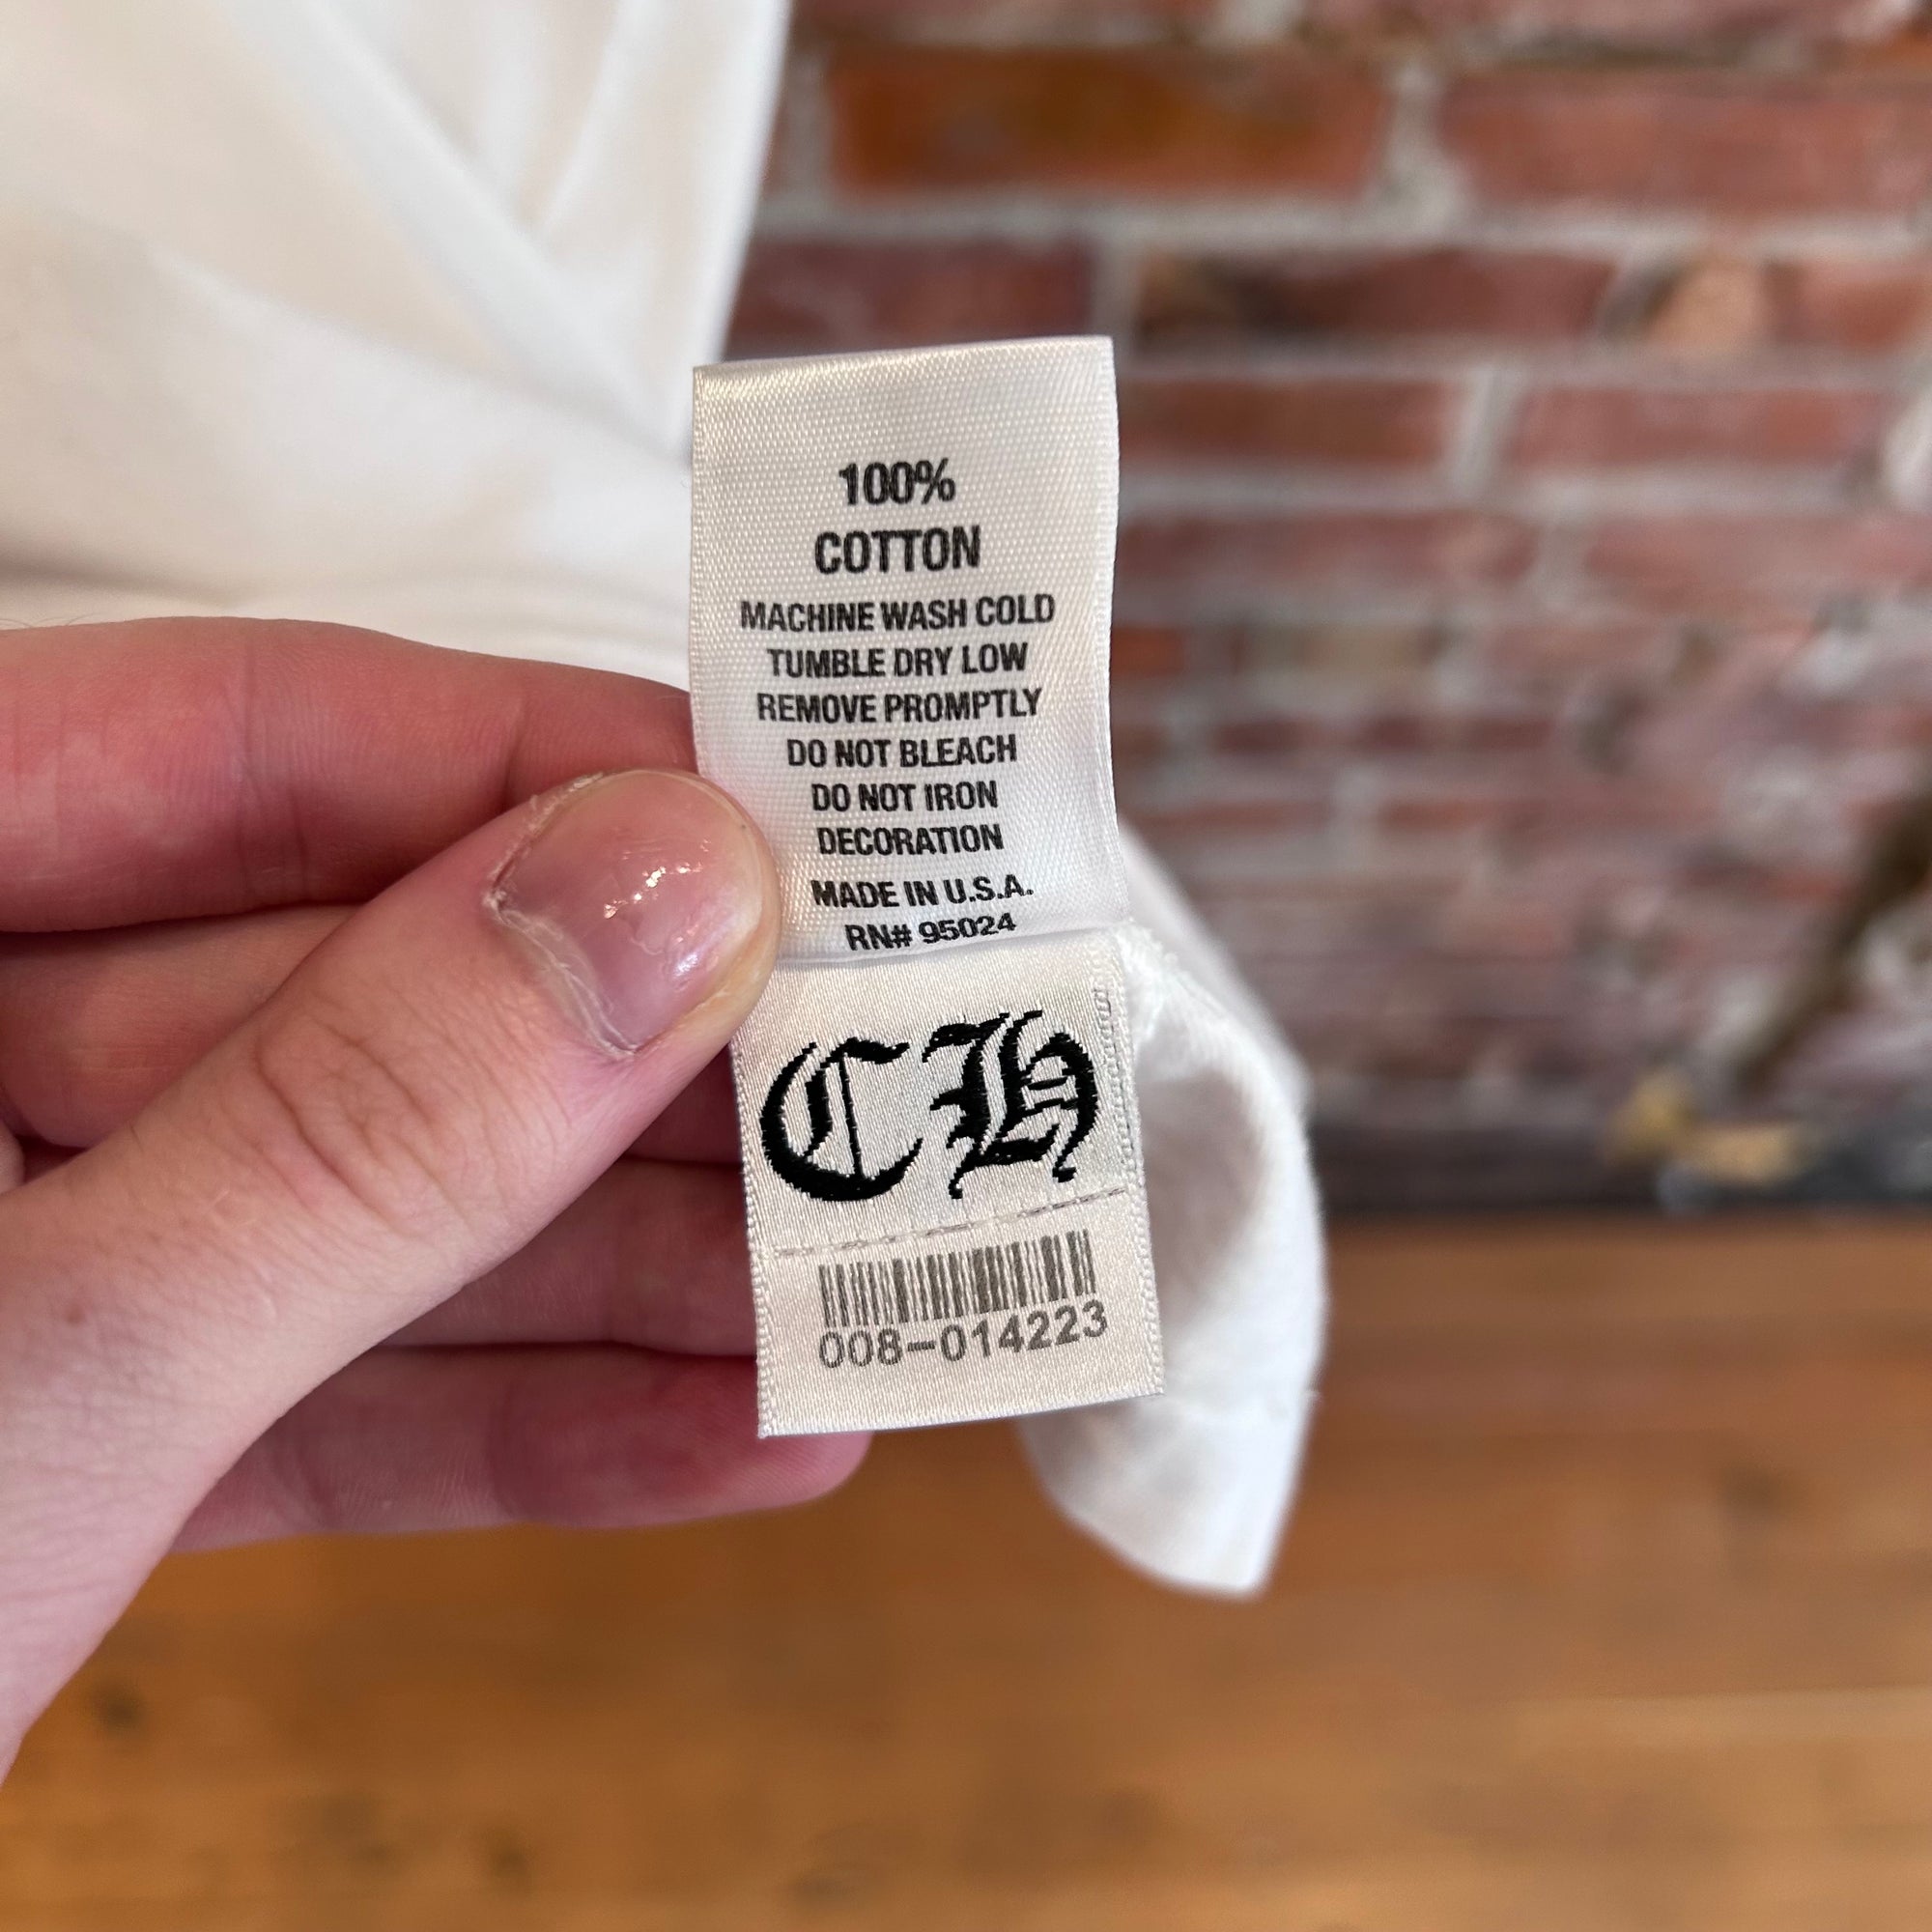 100%
COTTON
MACHINE WASH COLD
TUMBLE DRY LOW
REMOVE PROMPTLY
DO NOT BLEACH
DO NOT IRON
DECORATION
MADE IN U.S.A.
RN# 95024
CH
008-014223